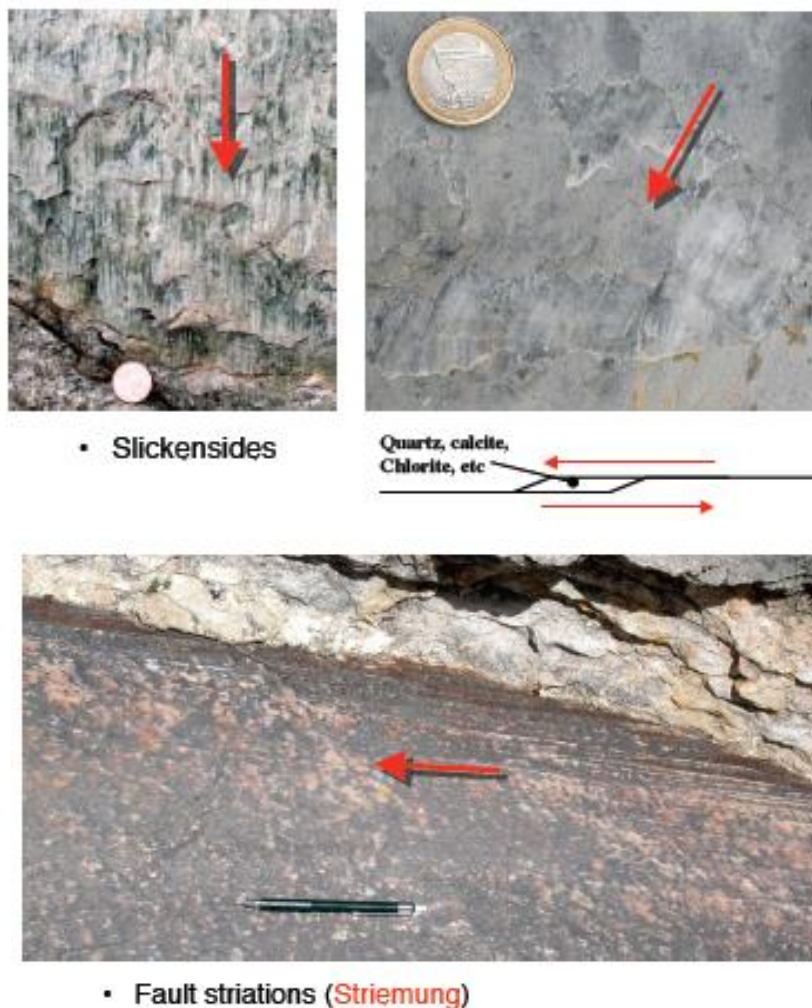 • Slickensides
Quartz, calcite,
Chlorite, etc
• Fault striations (Striemung)